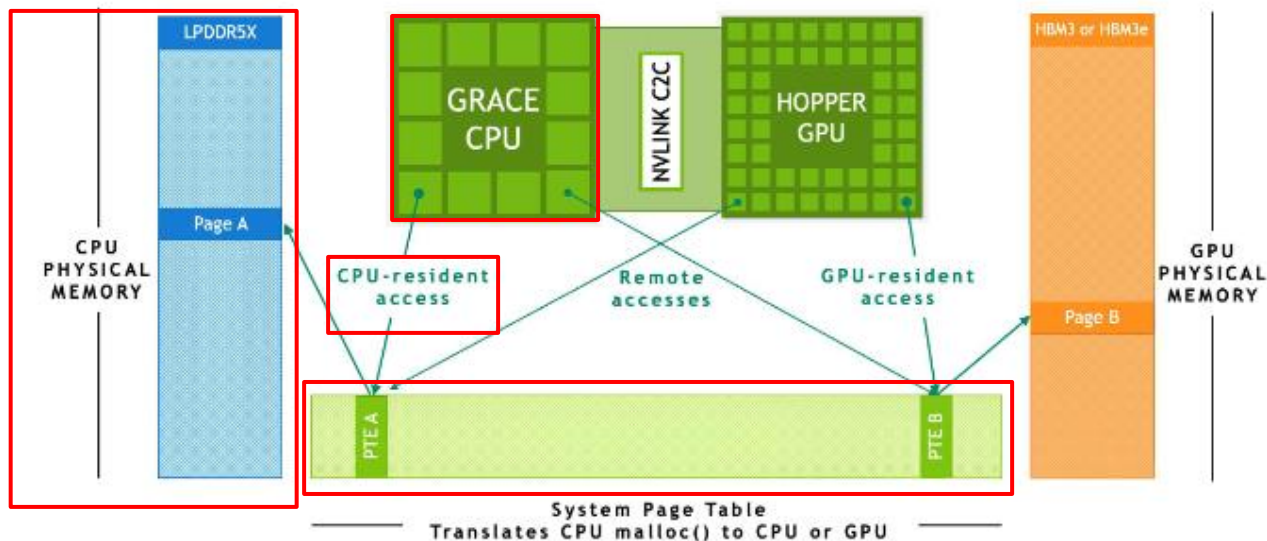 LPDDR5X
GRACE
CPU
NVLINK C2C
HOPPER
GPU
HBM3 or HBM3e
Page A
CPU
PHYSICAL
MEMORY
CPU-resident
access
Remote
accesses
GPU-resident
access
GPU
PHYSICAL
MEMORY
Page B
PTE A
PTE B
System Page Table
Translates CPU malloc() to CPU or GPU